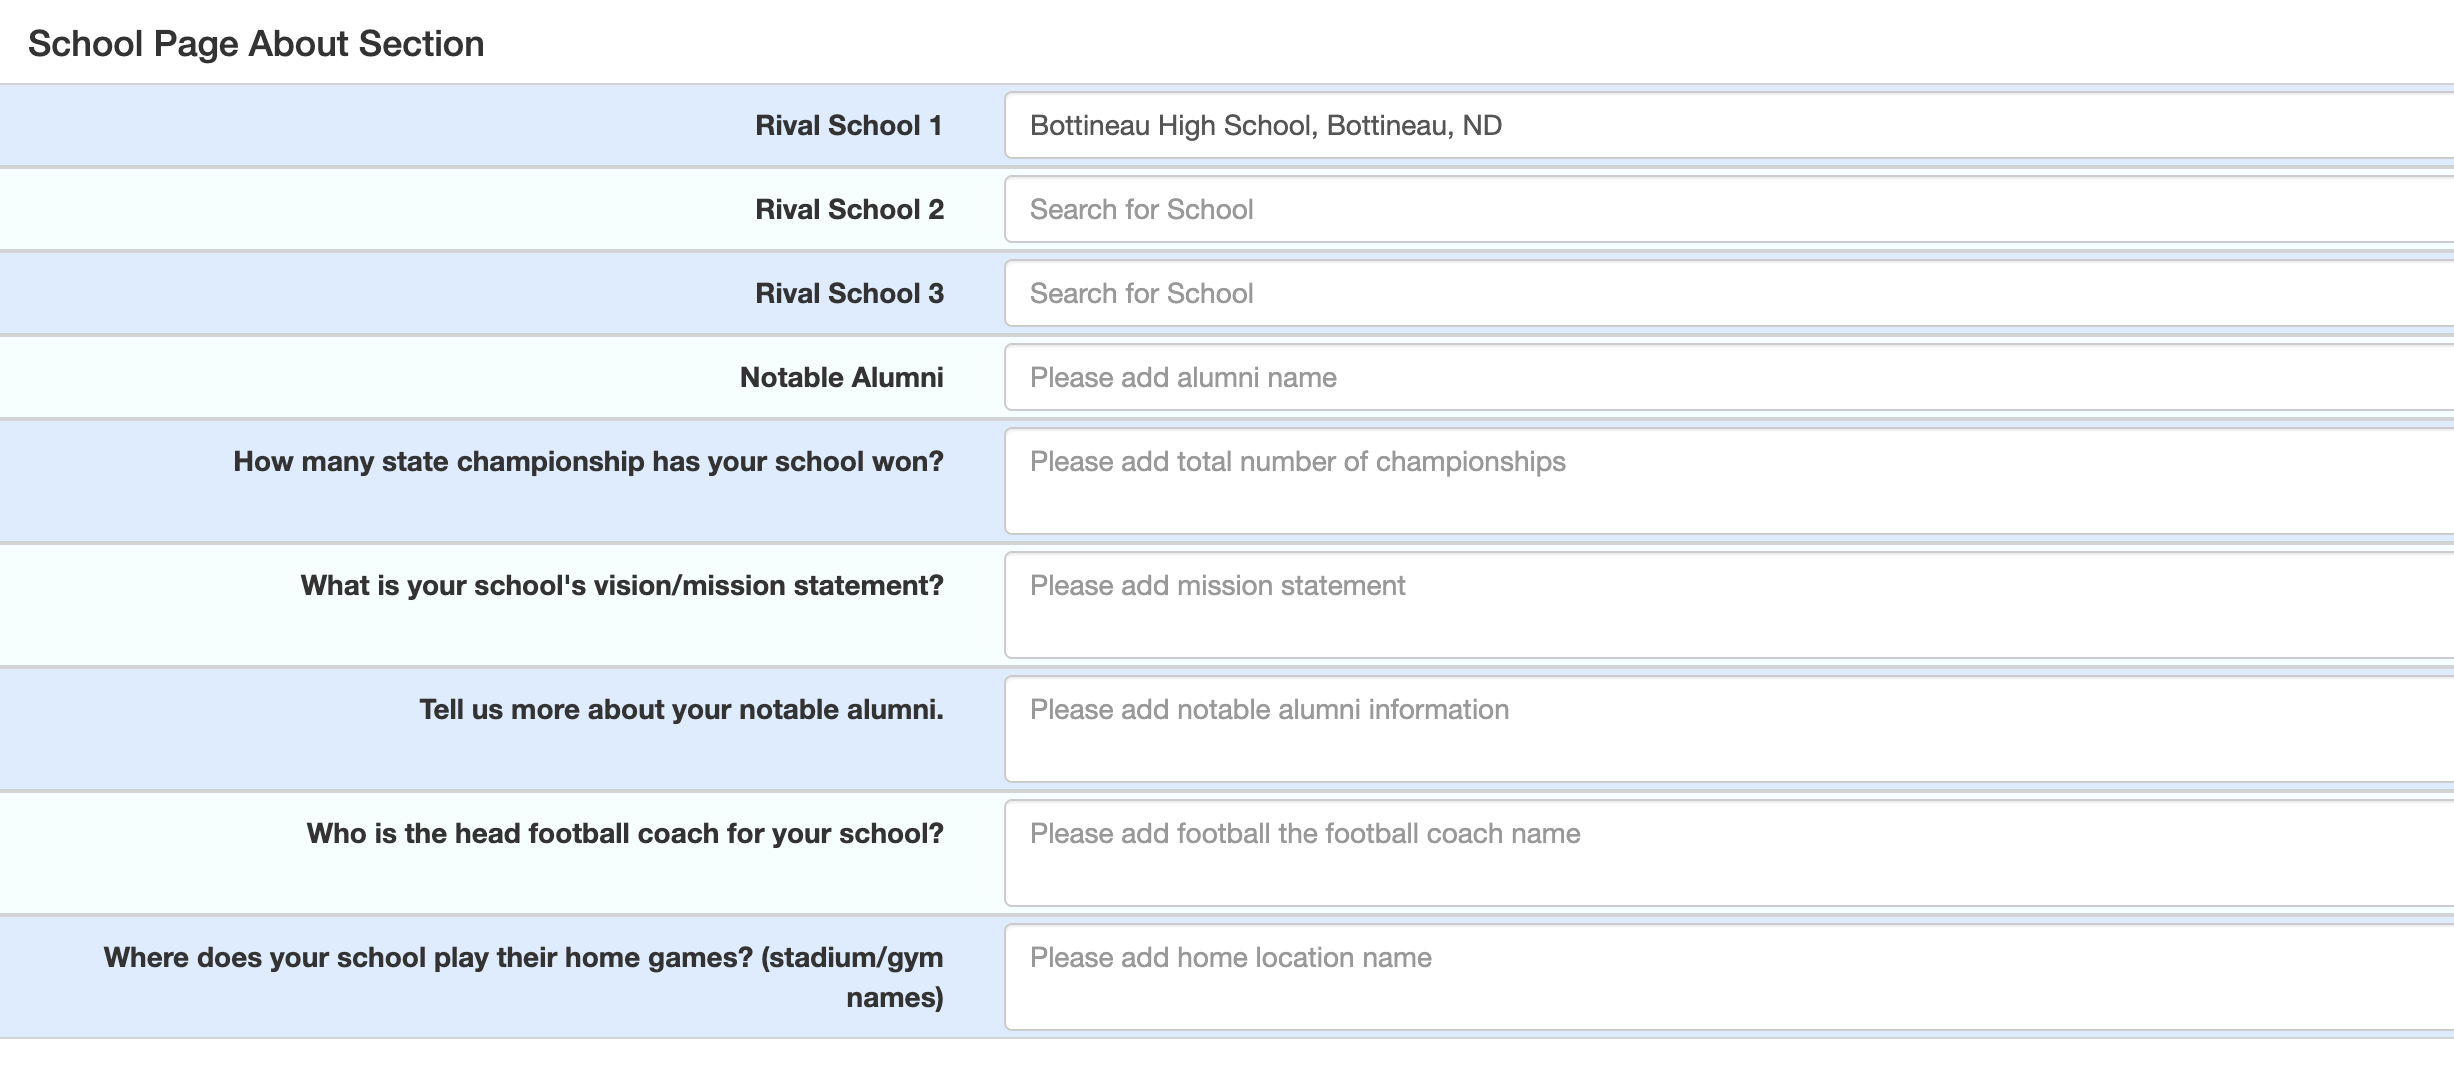 School Page About Section
Rival School 1
Bottineau High School, Bottineau, ND
Rival School 2
Search for School
Rival School 3
Search for School
Notable Alumni
Please add alumni name
How many state championship has your school won?
Please add total number of championships
What is your school's vision/mission statement?
Please add mission statement
Tell us more about your notable alumni.
Please add notable alumni information
Who is the head football coach for your school?
Please add football the football coach name
Where does your school play their home games? (stadium/gym
names)
Please add home location name